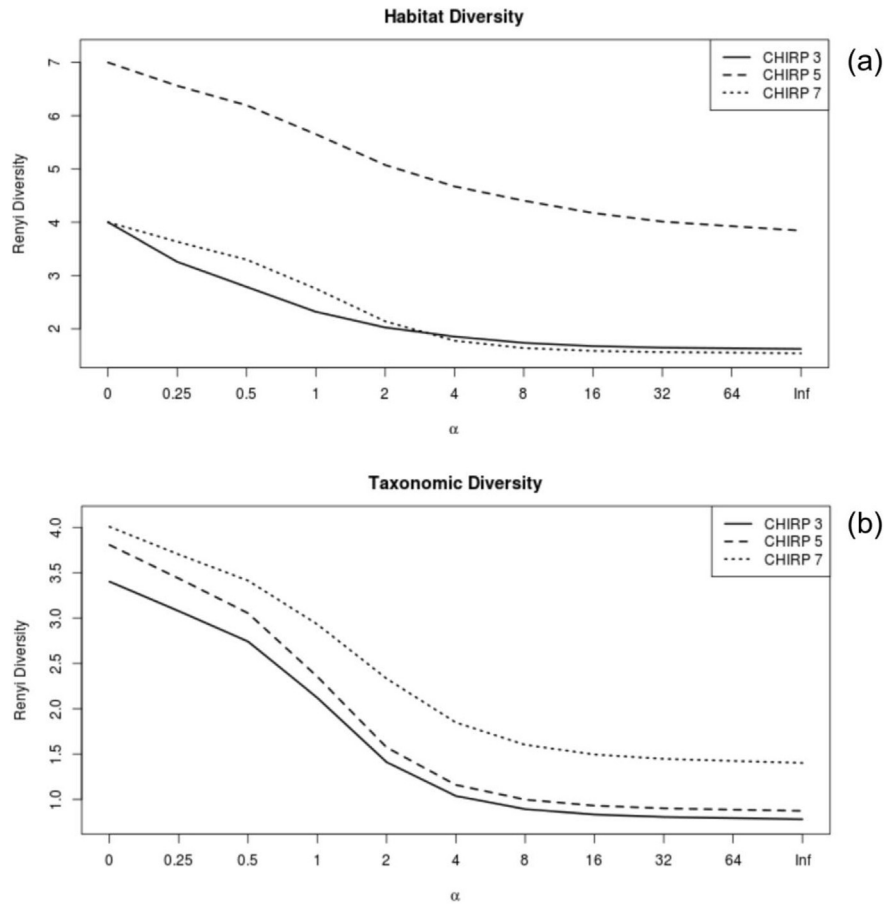 Habitat Diversity
(a)
CHIRP 3
CHIRP 5
CHIRP 7
Renyi Diversity
7
6
5
4
3
2
0 0.25 0.5 1 2 4 8 16 32 64 Inf
α
Taxonomic Diversity
(b)
CHIRP 3
CHIRP 5
CHIRP 7
Renyi Diversity
4.0
3.5
3.0
2.5
2.0
1.5
1.0
0 0.25 0.5 1 2 4 8 16 32 64 Inf
α